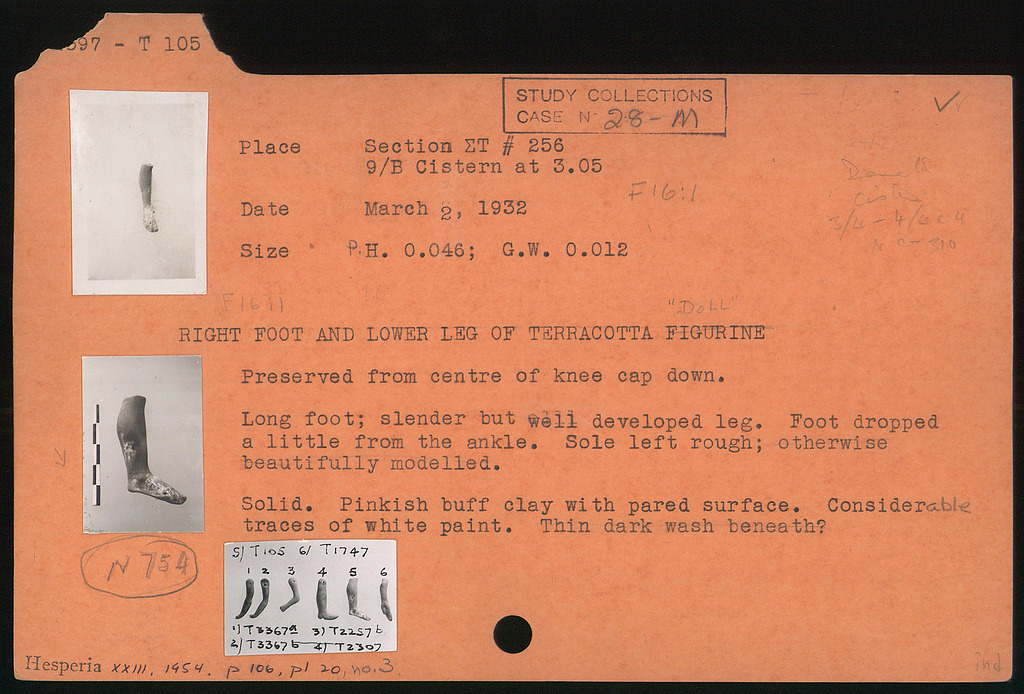 597 - T 105
STUDY COLLECTIONS
CASE Nº 28-M
Place Section ΣΤ # 256
9/B Cistern at 3.05
F16:1
Date March 2, 1932
3/4 - 4/4 c 4
Size P.H. 0.046; G.W. 0.012
F16:1
"DOLL"
RIGHT FOOT AND LOWER LEG OF TERRACOTTA FIGURINE
Preserved from centre of knee cap down.
Long foot; slender but well developed leg. Foot dropped
a little from the ankle. Sole left rough; otherwise
beautifully modelled.
Solid. Pinkish buff clay with pared surface. Considerable
traces of white paint. Thin dark wash beneath?
N 754
5) T105 6) T1747
1 2 3 4 5 6
1) T3367a 3) T2257b
2) T3367b 4) T2307
Hesperia XXIII, 1954, p 106, pl 20, no. 3.
ind